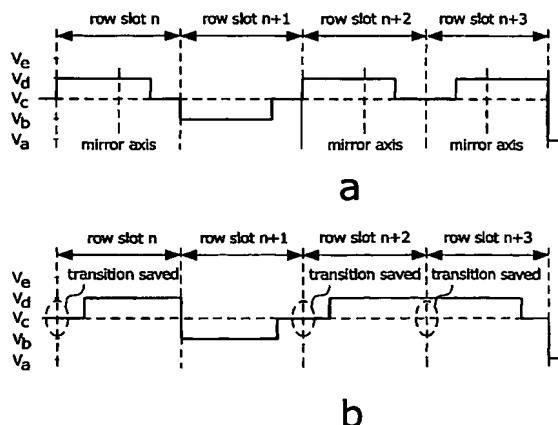 row slot n row slot n+1 row slot n+2 row slot n+3
Ve
Vd
Vc
Vb
Va
mirror axis mirror axis mirror axis
a
row slot n row slot n+1 row slot n+2 row slot n+3
transition saved transition saved transition saved
Ve
Vd
Vc
Vb
Va
b